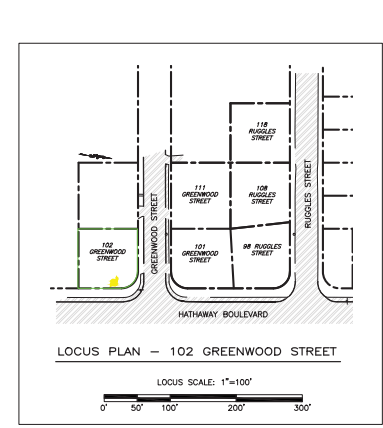 118
RUGGLES
STREET
111
GREENWOOD
STREET
108
RUGGLES
STREET
GREENWOOD STREET
RUGGLES STREET
102
GREENWOOD
STREET
101
GREENWOOD
STREET
98 RUGGLES
STREET
HATHAWAY BOULEVARD
LOCUS PLAN – 102 GREENWOOD STREET
LOCUS SCALE: 1"=100'
0' 50' 100' 200' 300'